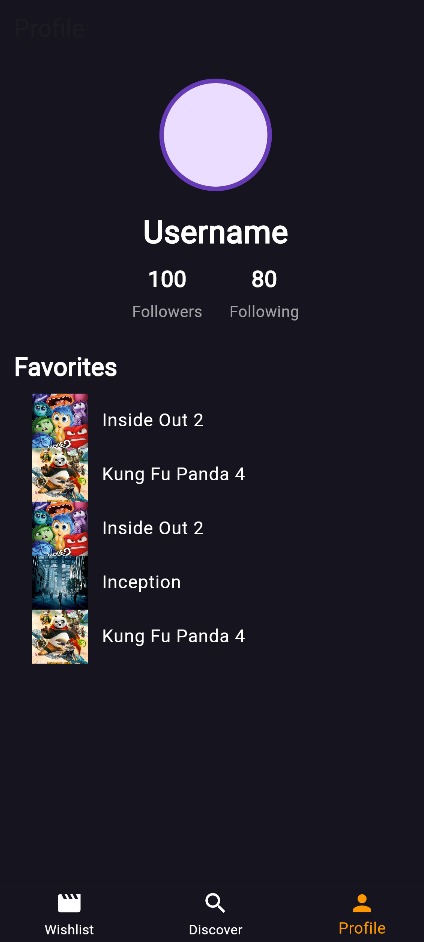 Profile
Username
100 80
Followers Following
Favorites
Inside Out 2
Kung Fu Panda 4
Inside Out 2
Inception
Kung Fu Panda 4
Wishlist Discover Profile